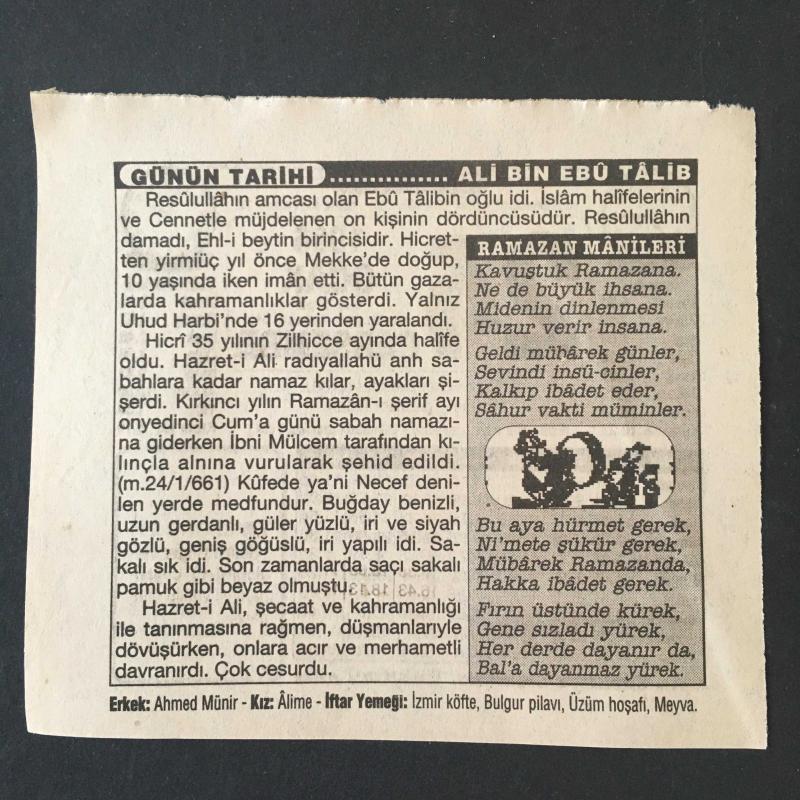 GÜNÜN TARİHİ ............... ALİ BİN EBÛ TÂLİB
Resûlullâhın amcası olan Ebû Tâlibin oğlu idi. İslâm halîfelerinin
ve Cennetle müjdelenen on kişinin dördüncüsüdür. Resûlullâhın
damadı, Ehl-i beytin birincisidir. Hicret-
ten yirmiüç yıl önce Mekke'de doğup,
10 yaşında iken imân etti. Bütün gaza-
larda kahramanlıklar gösterdi. Yalnız
Uhud Harbi'nde 16 yerinden yaralandı.
Hicrî 35 yılının Zilhicce ayında halîfe
oldu. Hazret-i Ali radıyallahü anh sa-
bahlara kadar namaz kılar, ayakları şi-
şerdi. Kırkıncı yılın Ramazân-ı şerif ayı
onyedinci Cum'a günü sabah namazı-
na giderken İbni Mülcem tarafından kı-
lınçla alnına vurularak şehid edildi.
(m.24/1/661) Kûfede ya'ni Necef deni-
len yerde medfundur. Buğday benizli,
uzun gerdanlı, güler yüzlü, iri ve siyah
gözlü, geniş göğüslü, iri yapılı idi. Sa-
kalı sık idi. Son zamanlarda saçı sakalı
pamuk gibi beyaz olmuştu.
Hazret-i Ali, şecaat ve kahramanlığı
ile tanınmasına rağmen, düşmanlarıyle
dövüşürken, onlara acır ve merhametli
davranırdı. Çok cesurdu.
RAMAZAN MÂNİLERİ
Kavuştuk Ramazana.
Ne de büyük ihsana.
Midenin dinlenmesi
Huzur verir insana.
Geldi mübârek günler,
Sevindi insü-cinler,
Kalkıp ibâdet eder,
Sâhur vakti müminler.
Bu aya hürmet gerek,
Ni'mete şükür gerek,
Mübârek Ramazanda,
Hakka ibâdet gerek.
Fırın üstünde kürek,
Gene sızladı yürek,
Her derde dayanır da,
Bal'a dayanmaz yürek.
Erkek: Ahmed Münir - Kız: Âlime - İftar Yemeği: İzmir köfte, Bulgur pilavı, Üzüm hoşafı, Meyva.